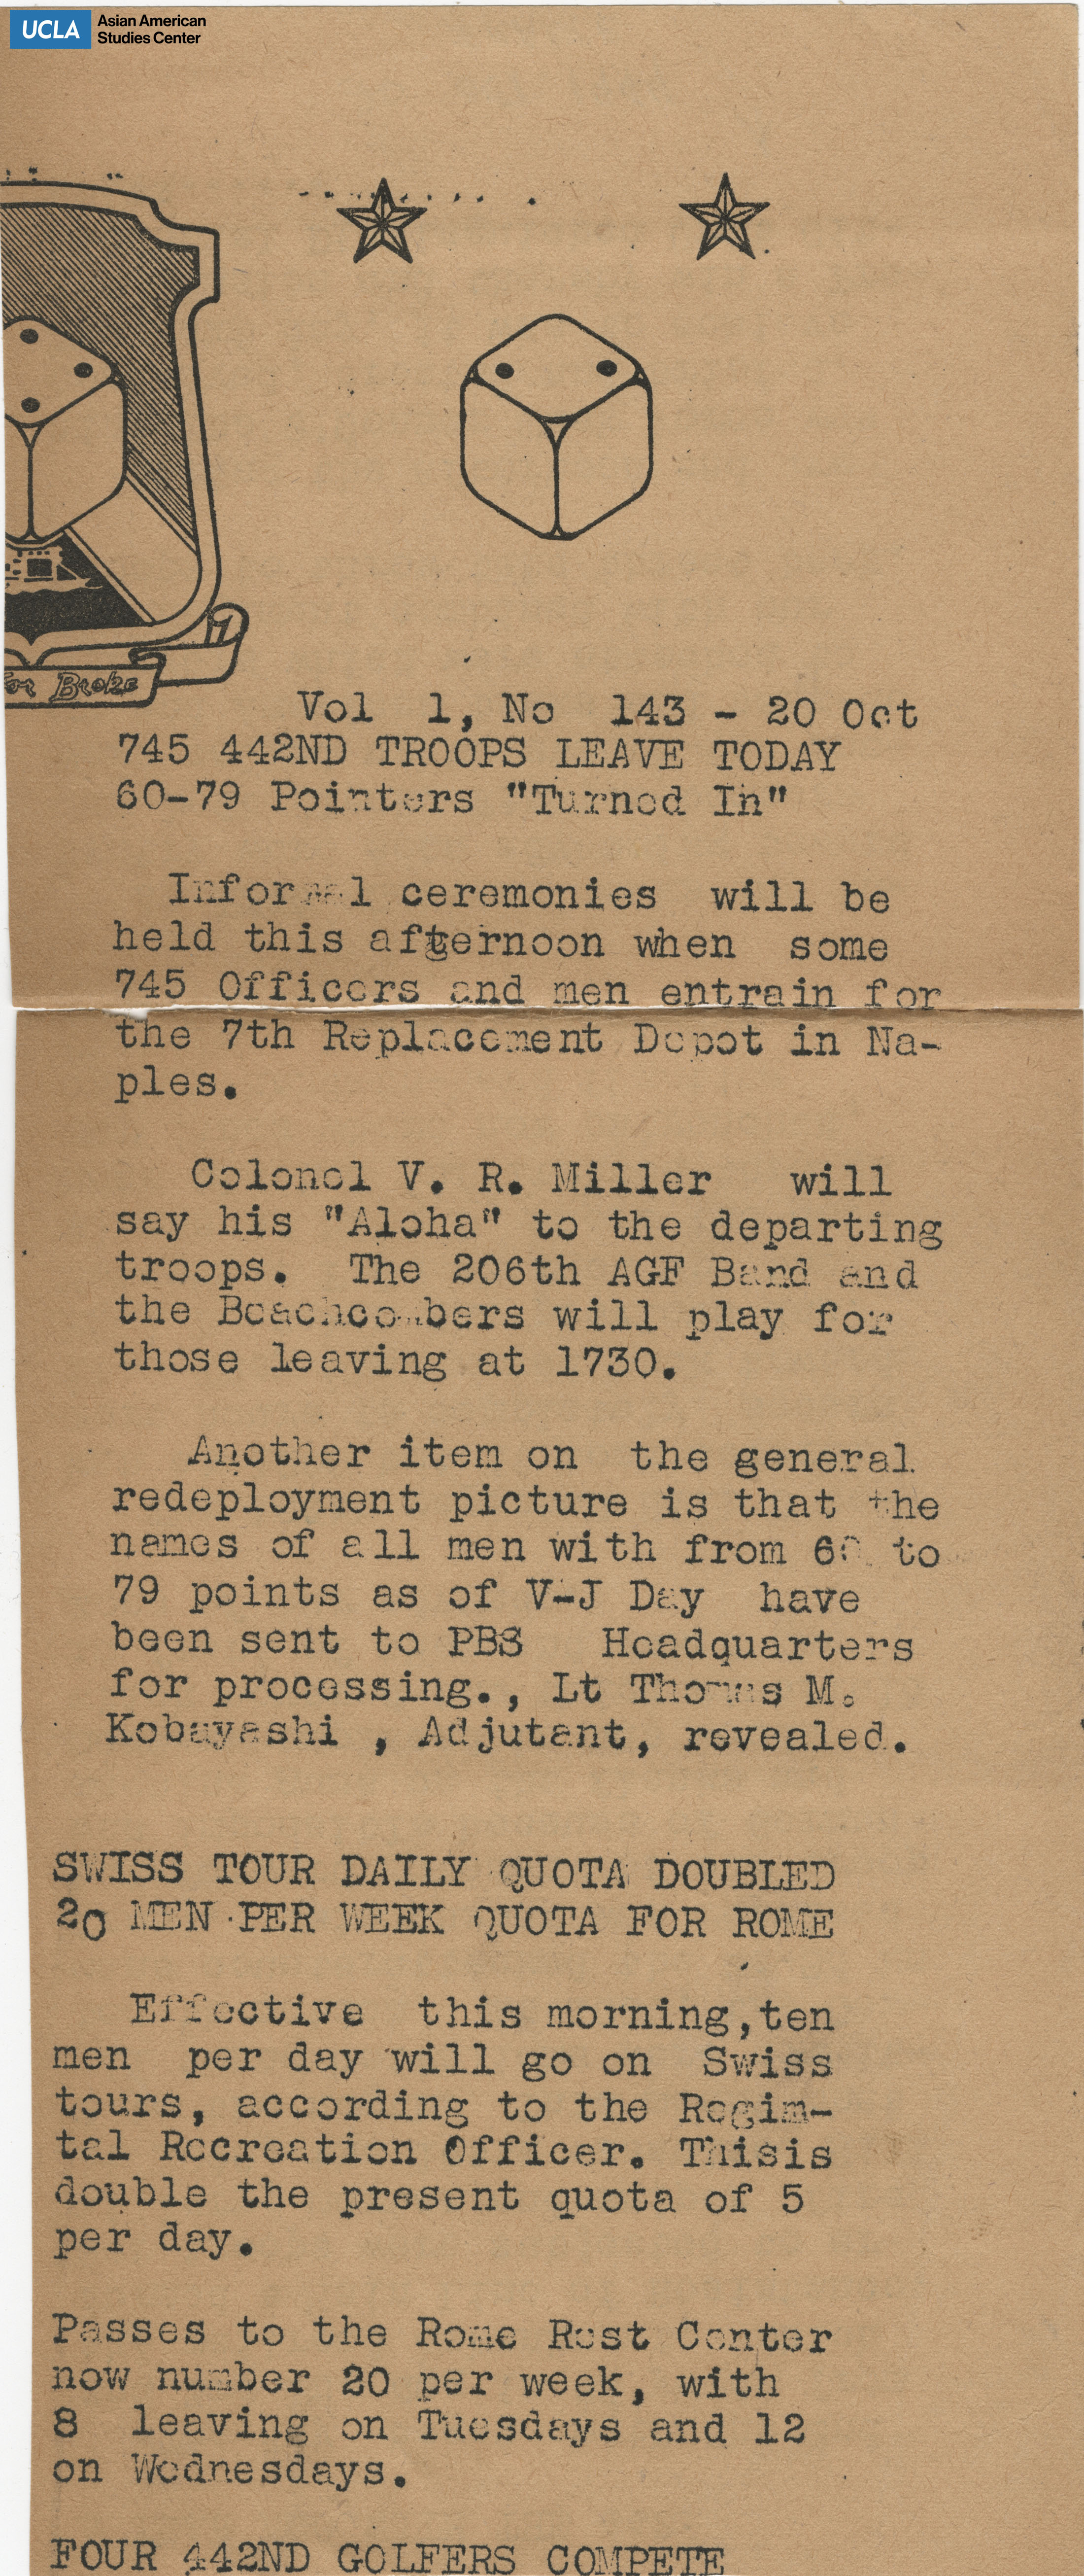 UCLA Asian American
Studies Center
For Broke
Vol 1, No 143 - 20 Oct
745 442ND TROOPS LEAVE TODAY
60-79 Pointers "Turned In"
Informal ceremonies will be
held this afternoon when some
745 Officers and men entrain for
the 7th Replacement Depot in Na-
ples.
Colonel V. R. Miller will
say his "Aloha" to the departing
troops. The 206th AGF Band and
the Beachcombers will play for
those leaving at 1730.
Another item on the general
redeployment picture is that the
names of all men with from 60 to
79 points as of V-J Day have
been sent to PBS Headquarters
for processing., Lt Thomas M.
Kobayashi , Adjutant, revealed.
SWISS TOUR DAILY QUOTA DOUBLED
20 MEN PER WEEK QUOTA FOR ROME
Effective this morning,ten
men per day will go on Swiss
tours, according to the Regim-
tal Recreation Officer. Thisis
double the present quota of 5
per day.
Passes to the Rome Rest Center
now number 20 per week, with
8 leaving on Tuesdays and 12
on Wednesdays.
FOUR 442ND GOLFERS COMPETE